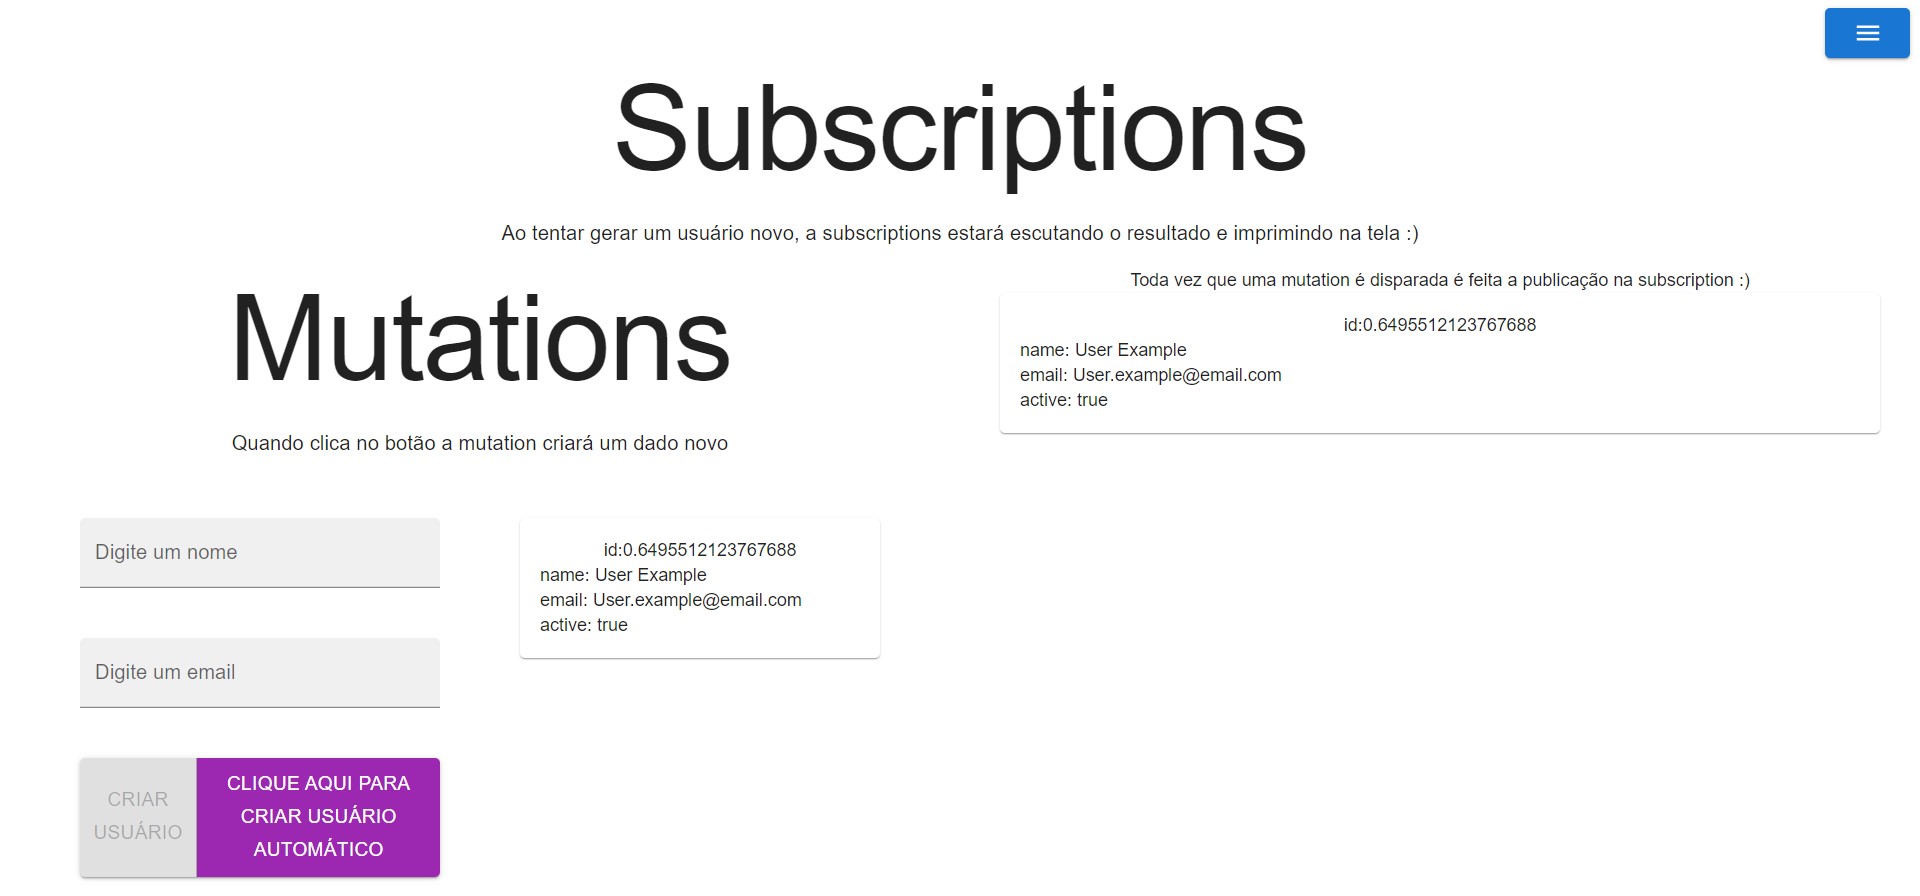 Subscriptions
Ao tentar gerar um usuário novo, a subscriptions estará escutando o resultado e imprimindo na tela :)
Mutations
Quando clica no botão a mutation criará um dado novo
Digite um nome
Digite um email
CRIAR
USUÁRIO
CLIQUE AQUI PARA
CRIAR USUÁRIO
AUTOMÁTICO
id:0.6495512123767688
name: User Example
email: User.example@email.com
active: true
Toda vez que uma mutation é disparada é feita a publicação na subscription :)
id:0.6495512123767688
name: User Example
email: User.example@email.com
active: true